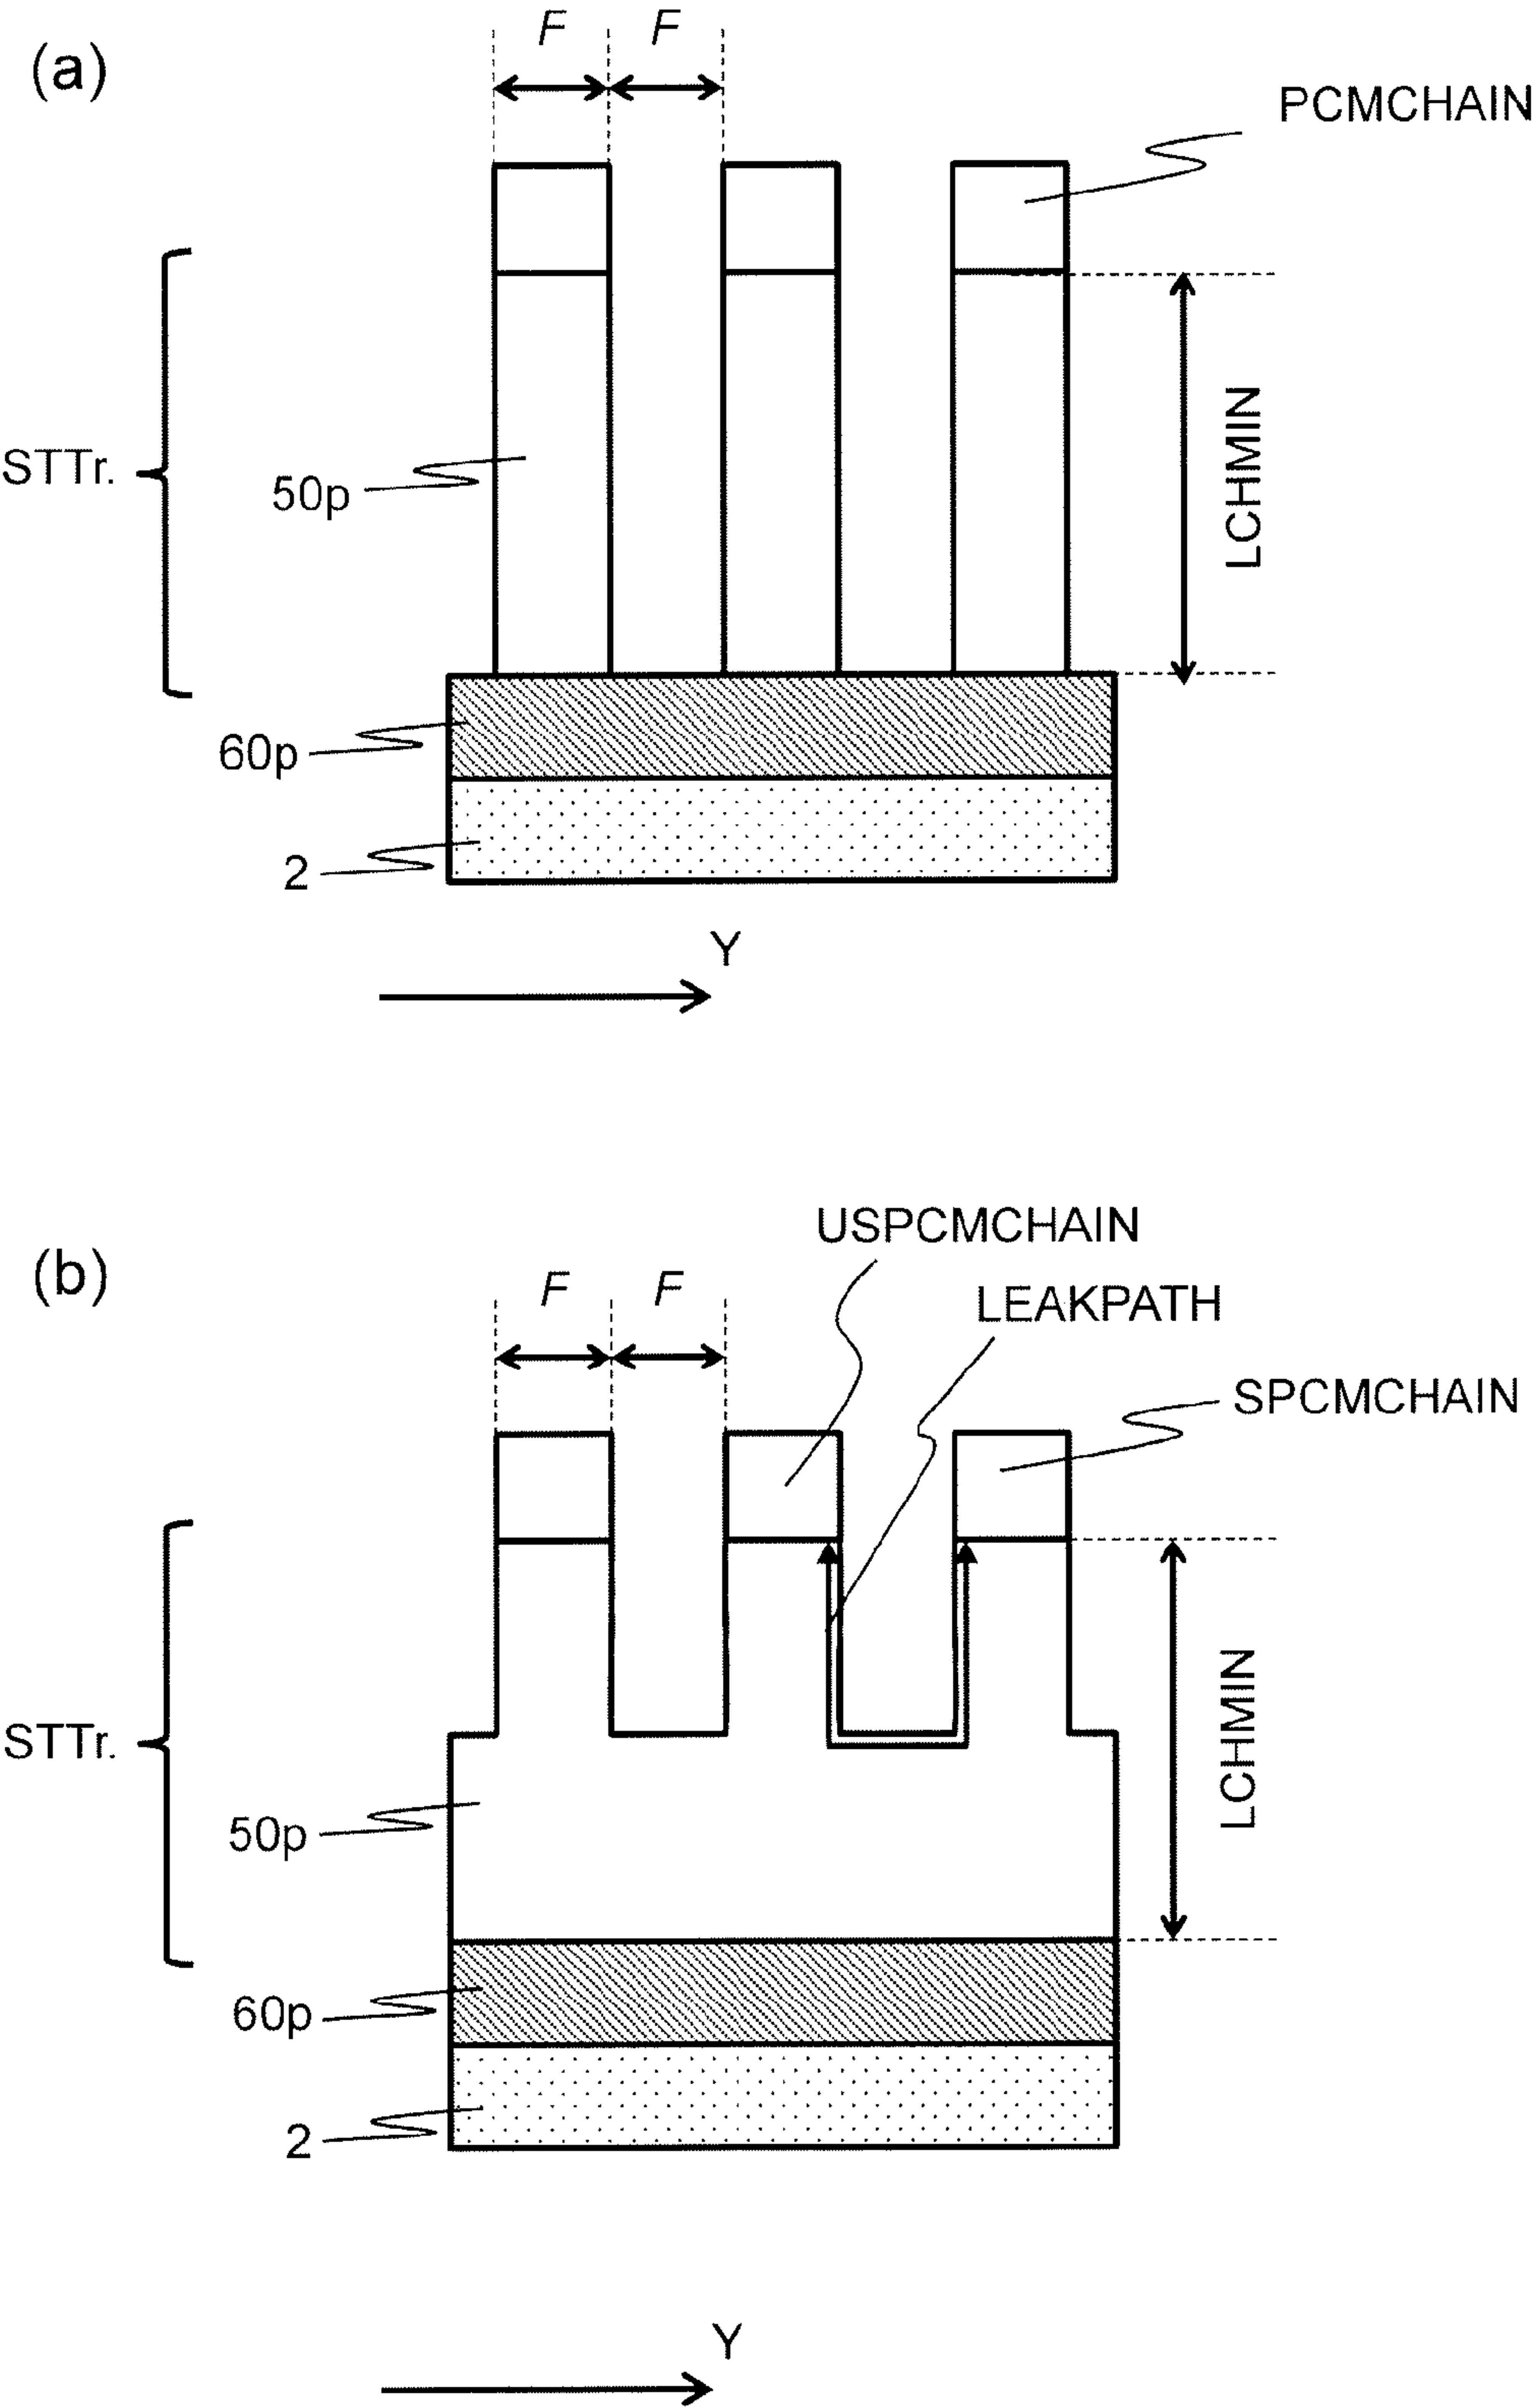 (a)
F
F
PCMCHAIN
STTr.
50p
LCHMIN
60p
2
Y
(b)
USPCMCHAIN
F
F
LEAKPATH
SPCMCHAIN
STTr.
50p
LCHMIN
60p
2
Y